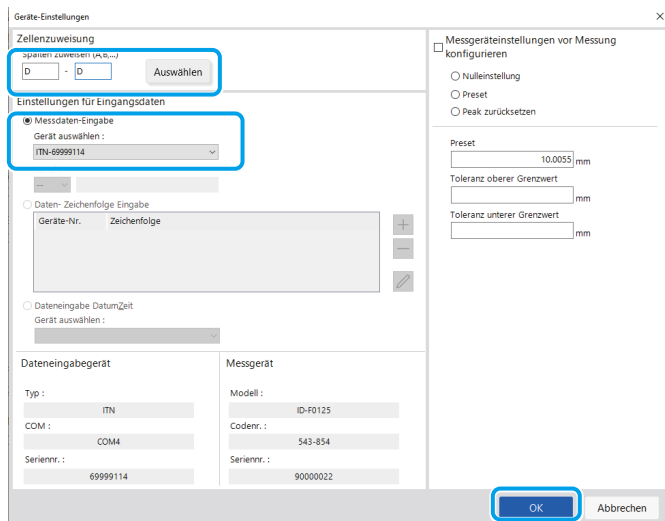 Geräte-Einstellungen
Zellenzuweisung
Spalten zuweisen (A,B,...)
D - D Auswählen
Einstellungen für Eingangsdaten
Messdaten-Eingabe
Gerät auswählen :
ITN-69999114
--
Daten- Zeichenfolge Eingabe
Geräte-Nr. Zeichenfolge
Dateneingabe DatumZeit
Gerät auswählen :
Dateneingabegerät
Typ :
ITN
COM :
COM4
Seriennr. :
69999114
Messgerät
Modell :
ID-F0125
Codenr. :
543-854
Seriennr. :
90000022
Messgeräteinstellungen vor Messung
konfigurieren
Nulleinstellung
Preset
Peak zurücksetzen
Preset
10.0055 mm
Toleranz oberer Grenzwert
mm
Toleranz unterer Grenzwert
mm
OK Abbrechen